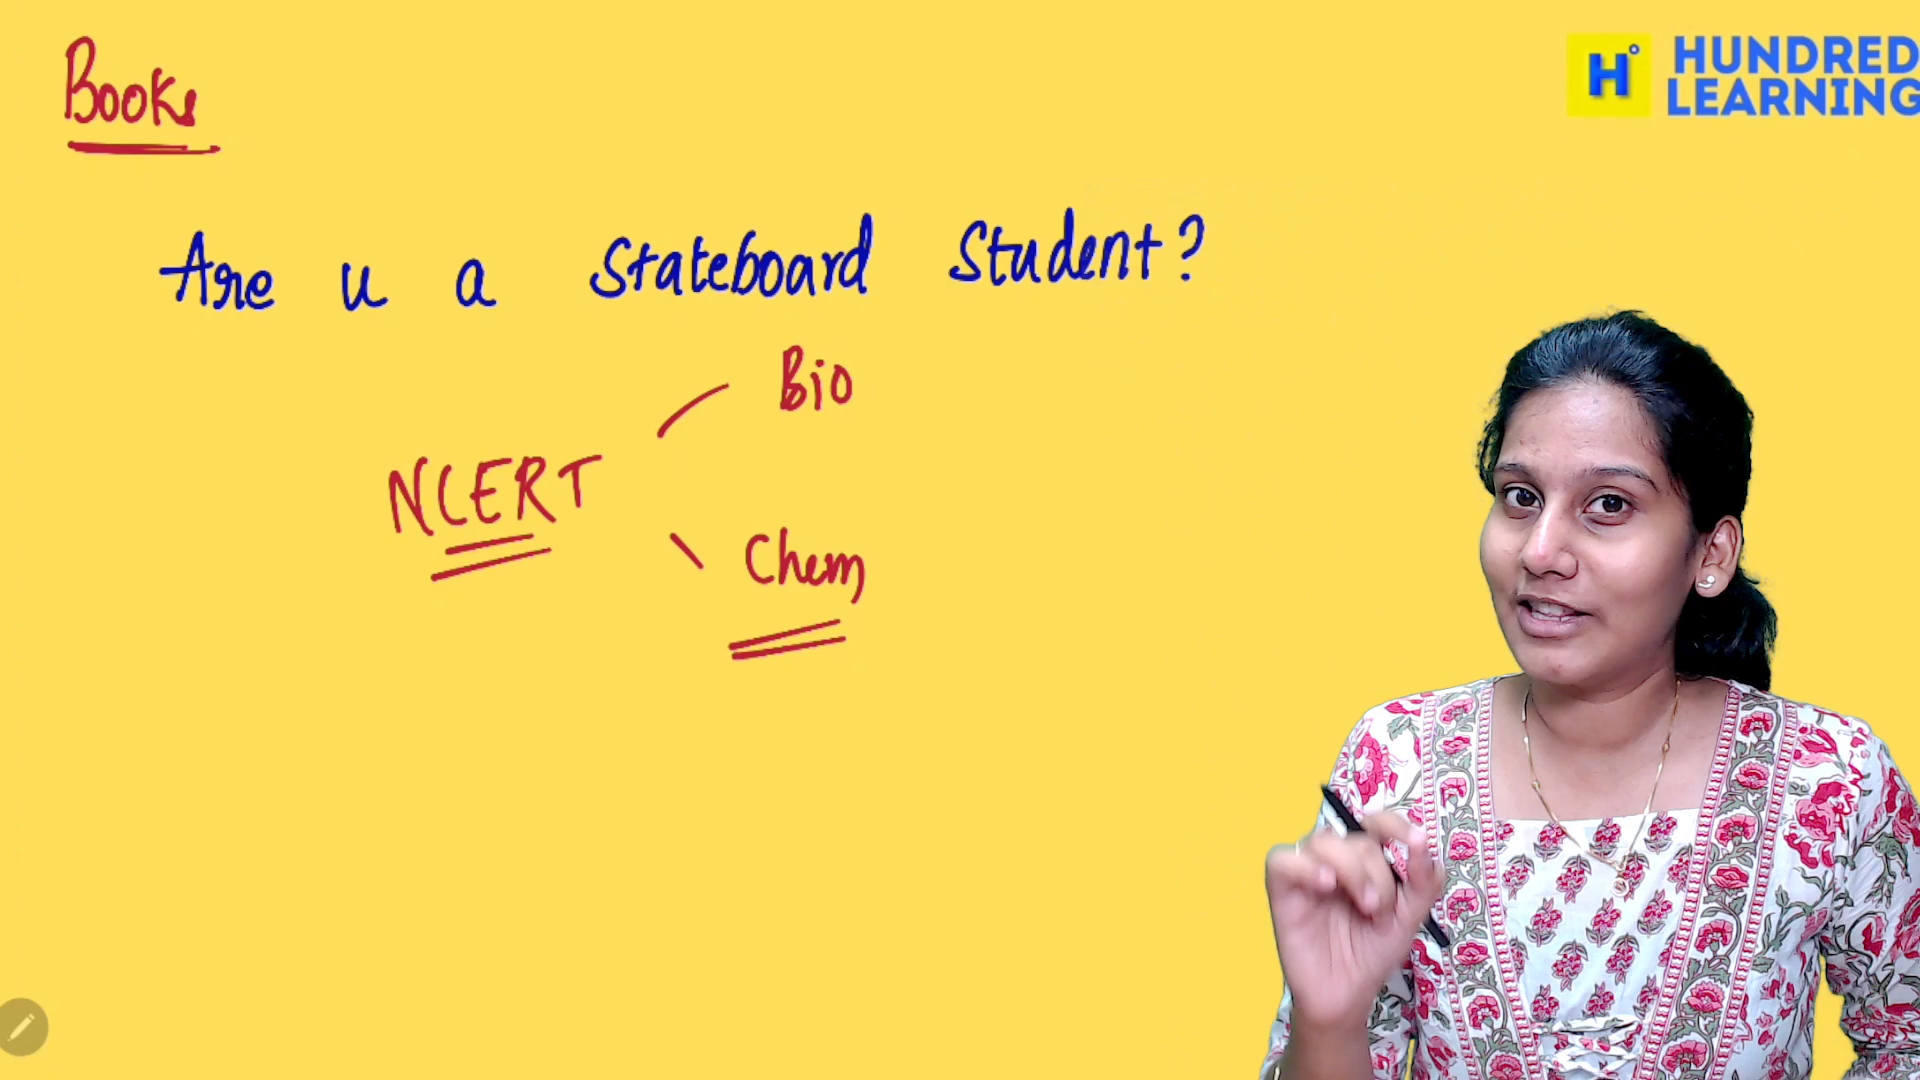 Books
H° HUNDRED
LEARNING
Are u a Stateboard Student?
Bio
NCERT
Chem